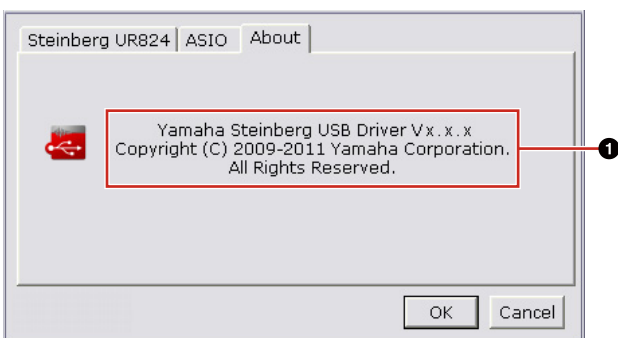 Steinberg UR824 ASIO About
Yamaha Steinberg USB Driver Vx.x.x
Copyright (C) 2009-2011 Yamaha Corporation.
All Rights Reserved.
1
OK Cancel